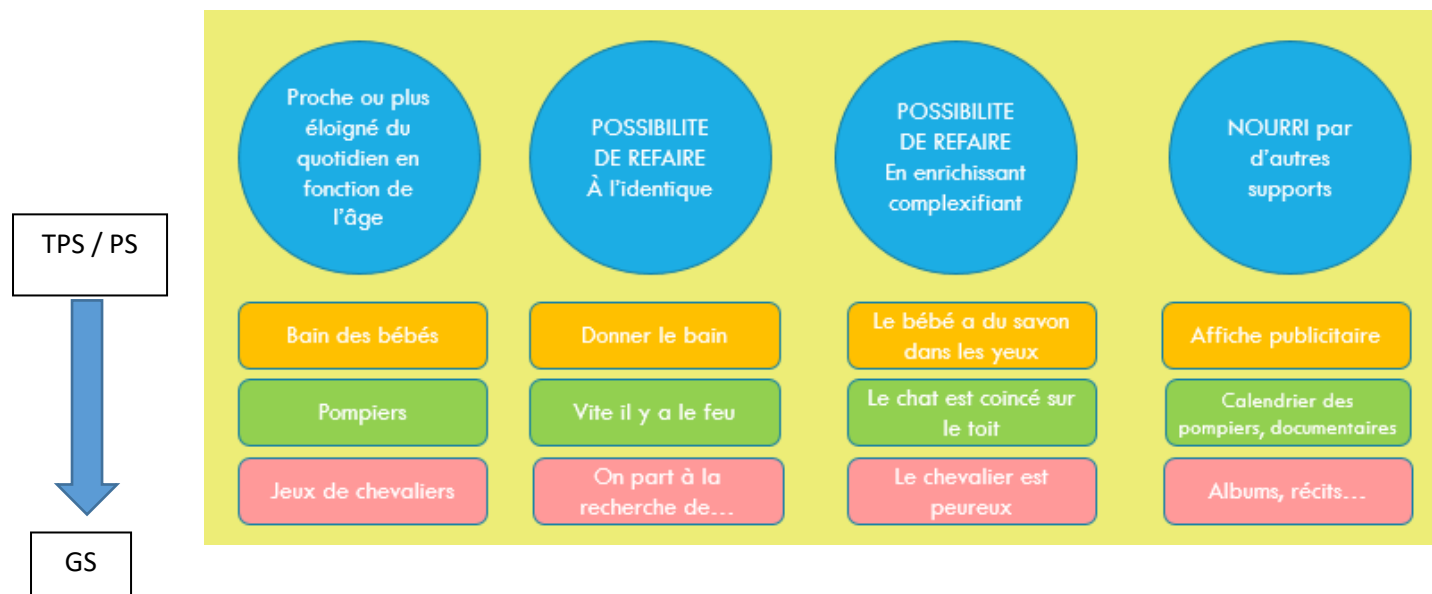 Proche ou plus
éloigné du
quotidien en
fonction de
l'âge
POSSIBILITE
DE REFAIRE
À l'identique
POSSIBILITE
DE REFAIRE
En enrichissant
complexifiant
NOURRI par
d'autres
supports
TPS / PS
Bain des bébés
Donner le bain
Le bébé a du savon
dans les yeux
Affiche publicitaire
Pompiers
Vite il y a le feu
Le chat est coincé sur
le toit
Calendrier des
pompiers, documentaires
Jeux de chevaliers
On part à la
recherche de…
Le chevalier est
peureux
Albums, récits…
GS